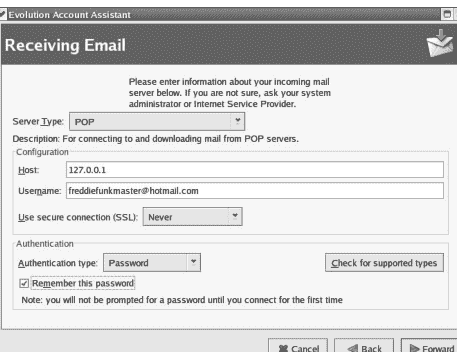 Evolution Account Assistant
Receiving Email
Please enter information about your incoming mail
server below. If you are not sure, ask your system
administrator or Internet Service Provider.
Server Type: POP
Description: For connecting to and downloading mail from POP servers.
Configuration
Host: 127.0.0.1
Username: freddiefunkmaster@hotmail.com
Use secure connection (SSL): Never
Authentication
Authentication type: Password Check for supported types
Remember this password
Note: you will not be prompted for a password until you connect for the first time
Cancel Back Forward